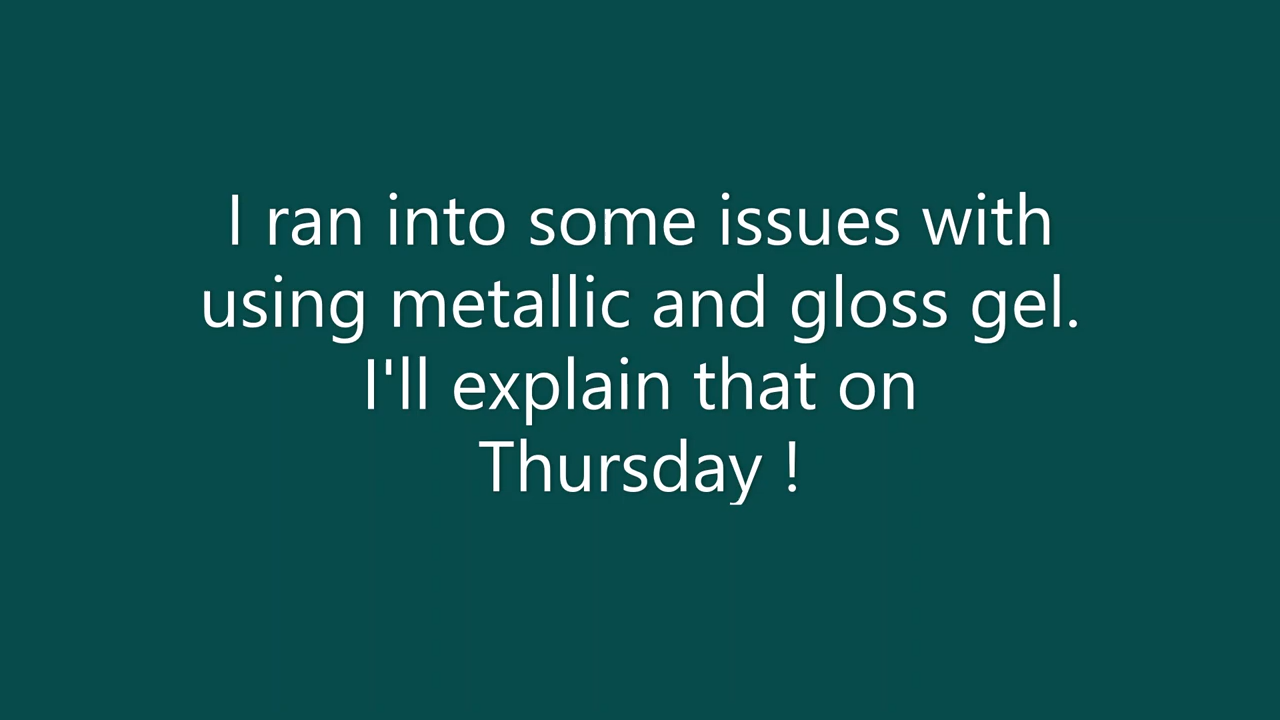 I ran into some issues with
using metallic and gloss gel.
I'll explain that on
Thursday !